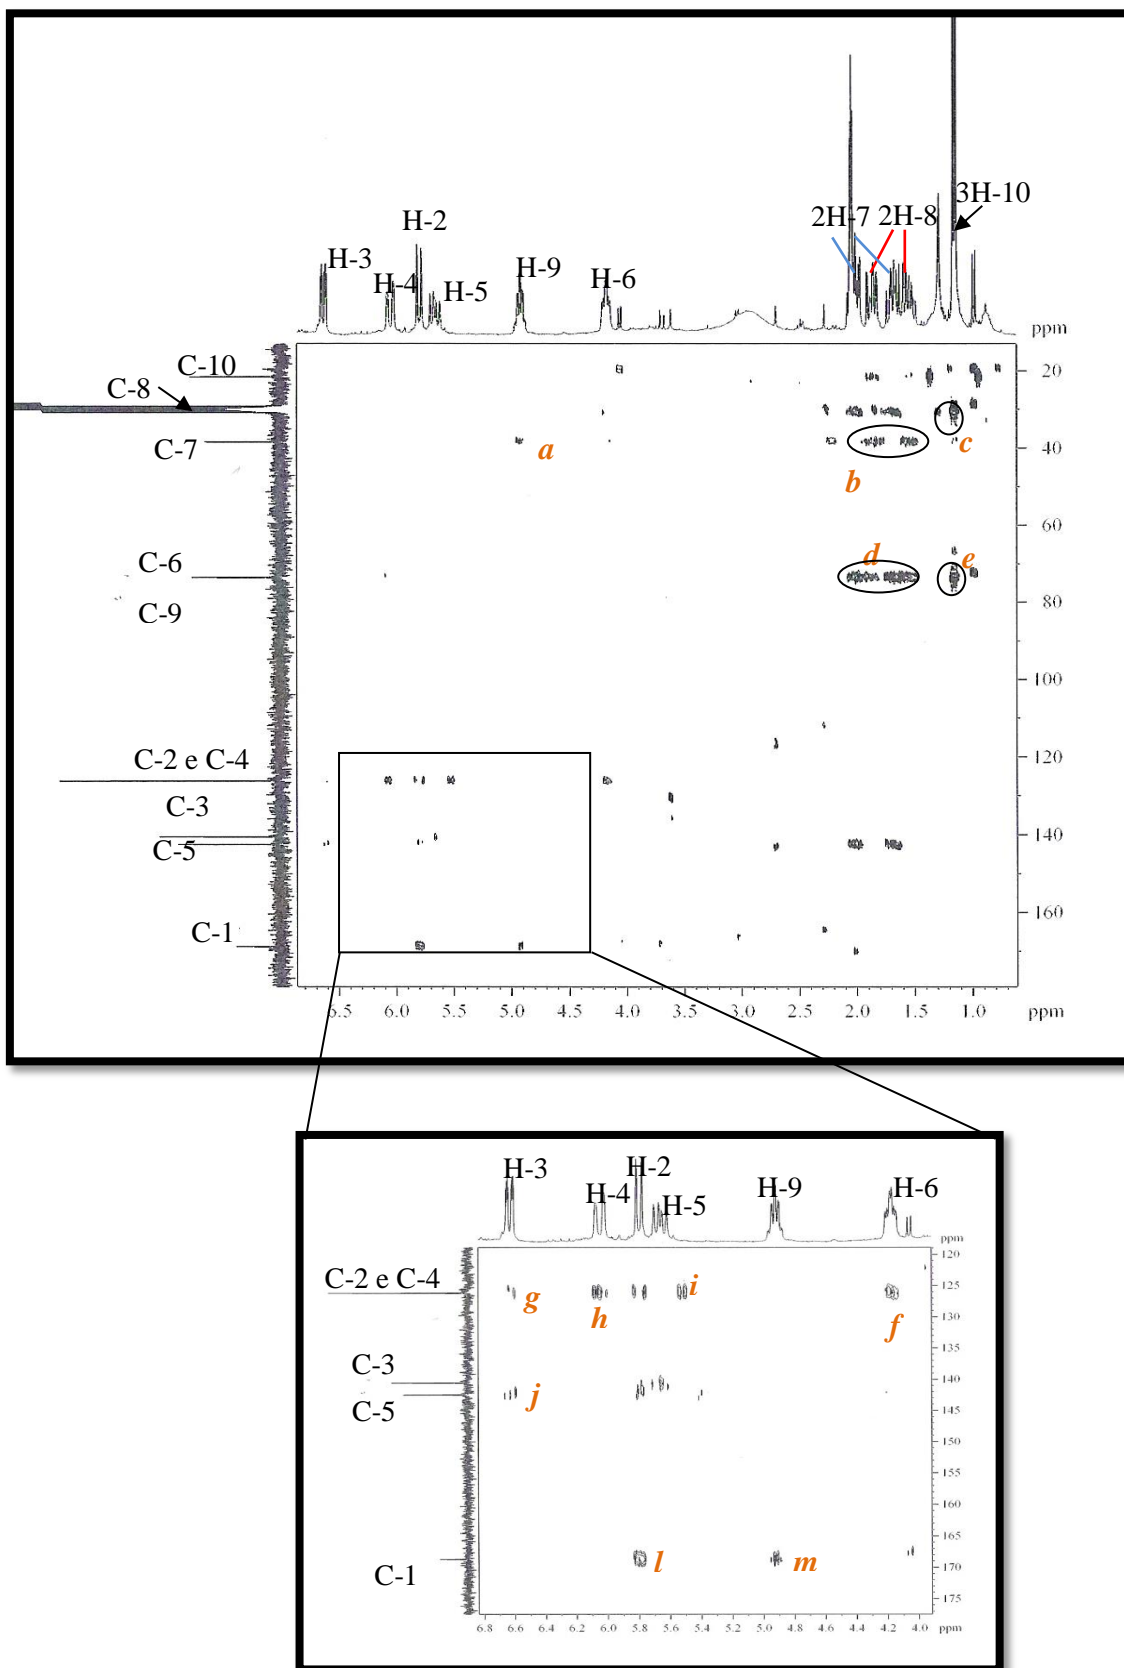 3H-10
H-2
2H-7 2H-8
H-3
H-9
H-4
H-5
H-6
ppm
C-10
20
C-8
C-7
40
a
c
b
60
C-6
d
e
80
C-9
100
C-2 e C-4
120
C-3
140
C-5
160
C-1
6.5 6.0 5.5 5.0 4.5 4.0 3.5 3.0 2.5 2.0 1.5 1.0 ppm
H-2
H-3
H-9
H-6
H-4
H-5
ppm
120
C-2 e C-4
125
g
h
i
f
130
135
C-3
140
j
C-5
145
150
155
160
165
l
m
170
C-1
175
6.8 6.6 6.4 6.2 6.0 5.8 5.6 5.4 5.2 5.0 4.8 4.6 4.4 4.2 4.0 ppm